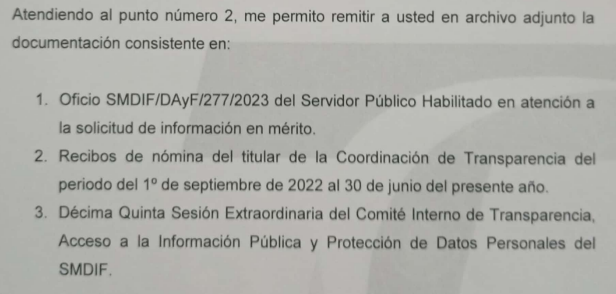 Atendiendo al punto número 2, me permito remitir a usted en archivo adjunto la
documentación consistente en:
1. Oficio SMDIF/DAyF/277/2023 del Servidor Público Habilitado en atención a
la solicitud de información en mérito.
2. Recibos de nómina del titular de la Coordinación de Transparencia del
periodo del 1º de septiembre de 2022 al 30 de junio del presente año.
3. Décima Quinta Sesión Extraordinaria del Comité Interno de Transparencia,
Acceso a la Información Pública y Protección de Datos Personales del
SMDIF.